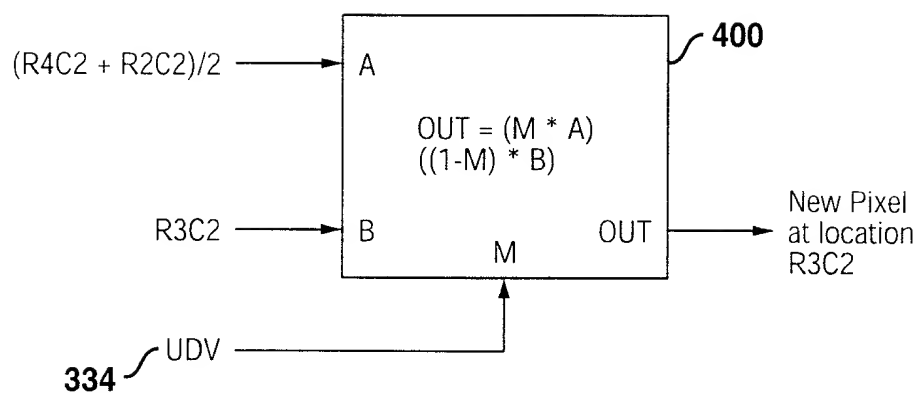 400
(R4C2 + R2C2)/2
A
OUT = (M * A)
((1-M) * B)
R3C2
B
M
OUT
New Pixel
at location
R3C2
UDV
334